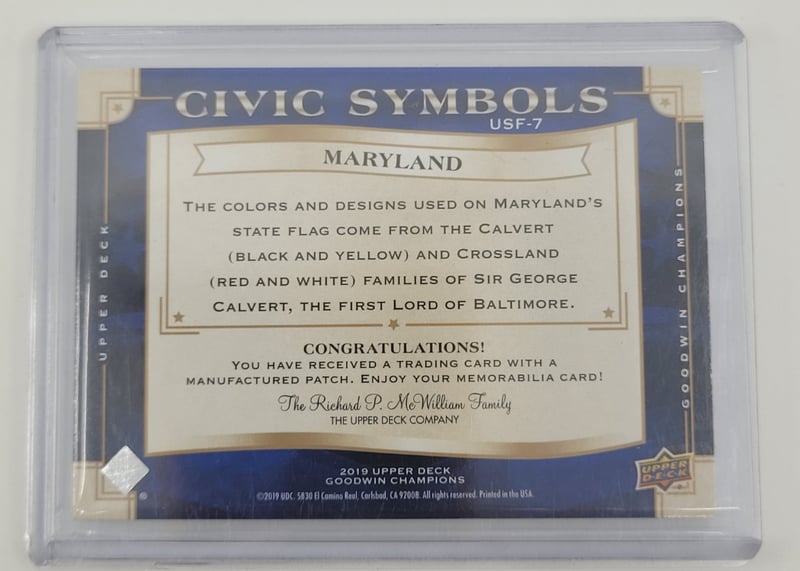 CIVIC SYMBOLS
USF-7
MARYLAND
THE COLORS AND DESIGNS USED ON MARYLAND'S
STATE FLAG COME FROM THE CALVERT
(BLACK AND YELLOW) AND CROSSLAND
(RED AND WHITE) FAMILIES OF SIR GEORGE
CALVERT, THE FIRST LORD OF BALTIMORE.
CONGRATULATIONS!
YOU HAVE RECEIVED A TRADING CARD WITH A
MANUFACTURED PATCH. ENJOY YOUR MEMORABILIA CARD!
The Richard P. McWilliam Family
THE UPPER DECK COMPANY
UPPER DECK
GOODWIN CHAMPIONS
2019 UPPER DECK
GOODWIN CHAMPIONS
©2019 UDC. 5830 El Camino Real, Carlsbad, CA 92008. All rights reserved. Printed in the USA.
®
UPPER
DECK